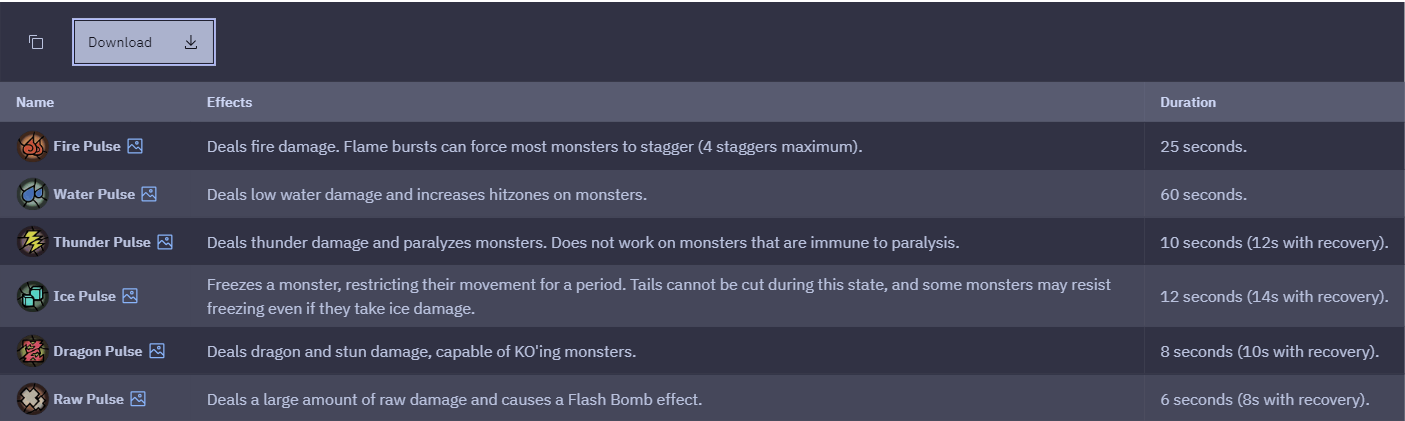 Download
Name Effects Duration
Fire Pulse Deals fire damage. Flame bursts can force most monsters to stagger (4 staggers maximum). 25 seconds.
Water Pulse Deals low water damage and increases hitzones on monsters. 60 seconds.
Thunder Pulse Deals thunder damage and paralyzes monsters. Does not work on monsters that are immune to paralysis. 10 seconds (12s with recovery).
Ice Pulse Freezes a monster, restricting their movement for a period. Tails cannot be cut during this state, and some monsters may resist
freezing even if they take ice damage. 12 seconds (14s with recovery).
Dragon Pulse Deals dragon and stun damage, capable of KO'ing monsters. 8 seconds (10s with recovery).
Raw Pulse Deals a large amount of raw damage and causes a Flash Bomb effect. 6 seconds (8s with recovery).